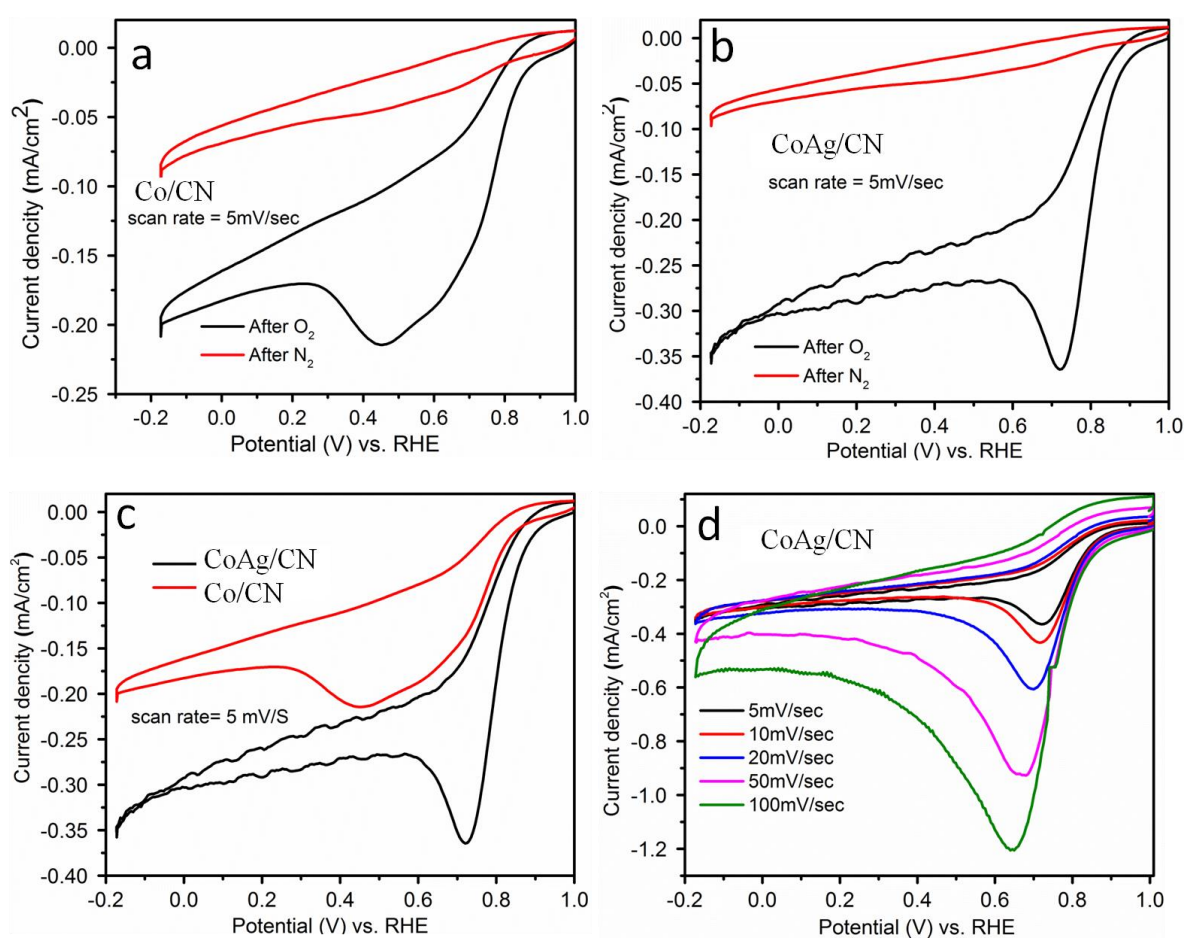 a
0.00
-0.05
-0.10
-0.15
-0.20
-0.25
Current dencity (mA/cm²)
Co/CN
scan rate = 5mV/sec
After O₂
After N₂
-0.2 0.0 0.2 0.4 0.6 0.8 1.0
Potential (V) vs. RHE
b
0.00
-0.05
-0.10
-0.15
-0.20
-0.25
-0.30
-0.35
-0.40
Current dencity (mA/cm²
CoAg/CN
scan rate = 5mV/sec
After O₂
After N₂
-0.2 0.0 0.2 0.4 0.6 0.8 1.0
Potential (V) vs. RHE
c
0.00
-0.05
-0.10
-0.15
-0.20
-0.25
-0.30
-0.35
-0.40
Current dencity (mA/cm²)
CoAg/CN
Co/CN
scan rate= 5 mV/S
-0.2 0.0 0.2 0.4 0.6 0.8 1.0
Potential (V) vs. RHE
d
0.0
-0.2
-0.4
-0.6
-0.8
-1.0
-1.2
Current dencity (mA/cm²)
CoAg/CN
5mV/sec
10mV/sec
20mV/sec
50mV/sec
100mV/sec
-0.2 0.0 0.2 0.4 0.6 0.8 1.0
Potential (V) vs. RHE